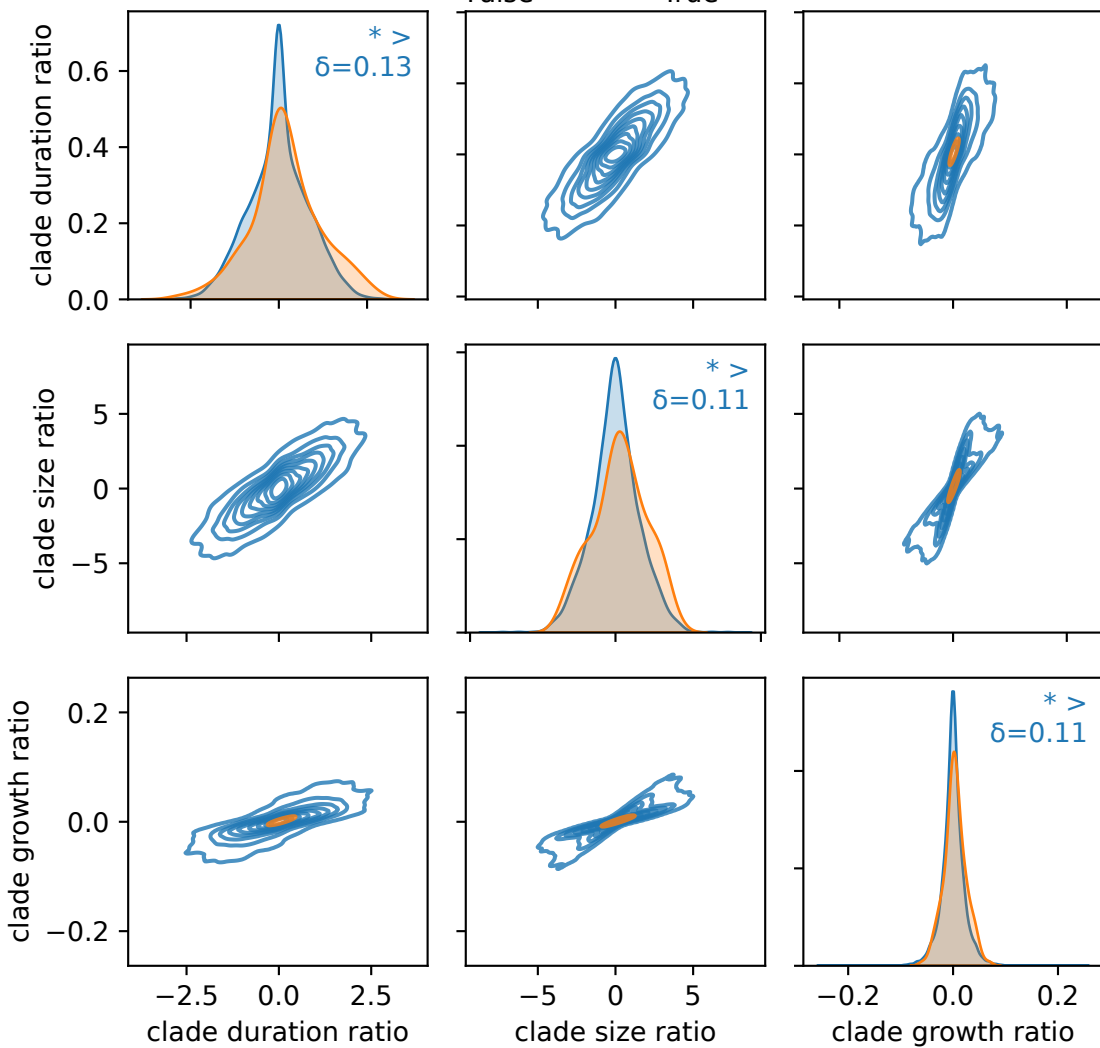 clade duration ratio
0.6
0.4
0.2
0.0
* >
δ=0.13
clade size ratio
5
0
−5
* >
δ=0.11
clade growth ratio
0.2
0.0
−0.2
* >
δ=0.11
−2.5 0.0 2.5
−5 0 5
−0.2 0.0 0.2
clade duration ratio
clade size ratio
clade growth ratio